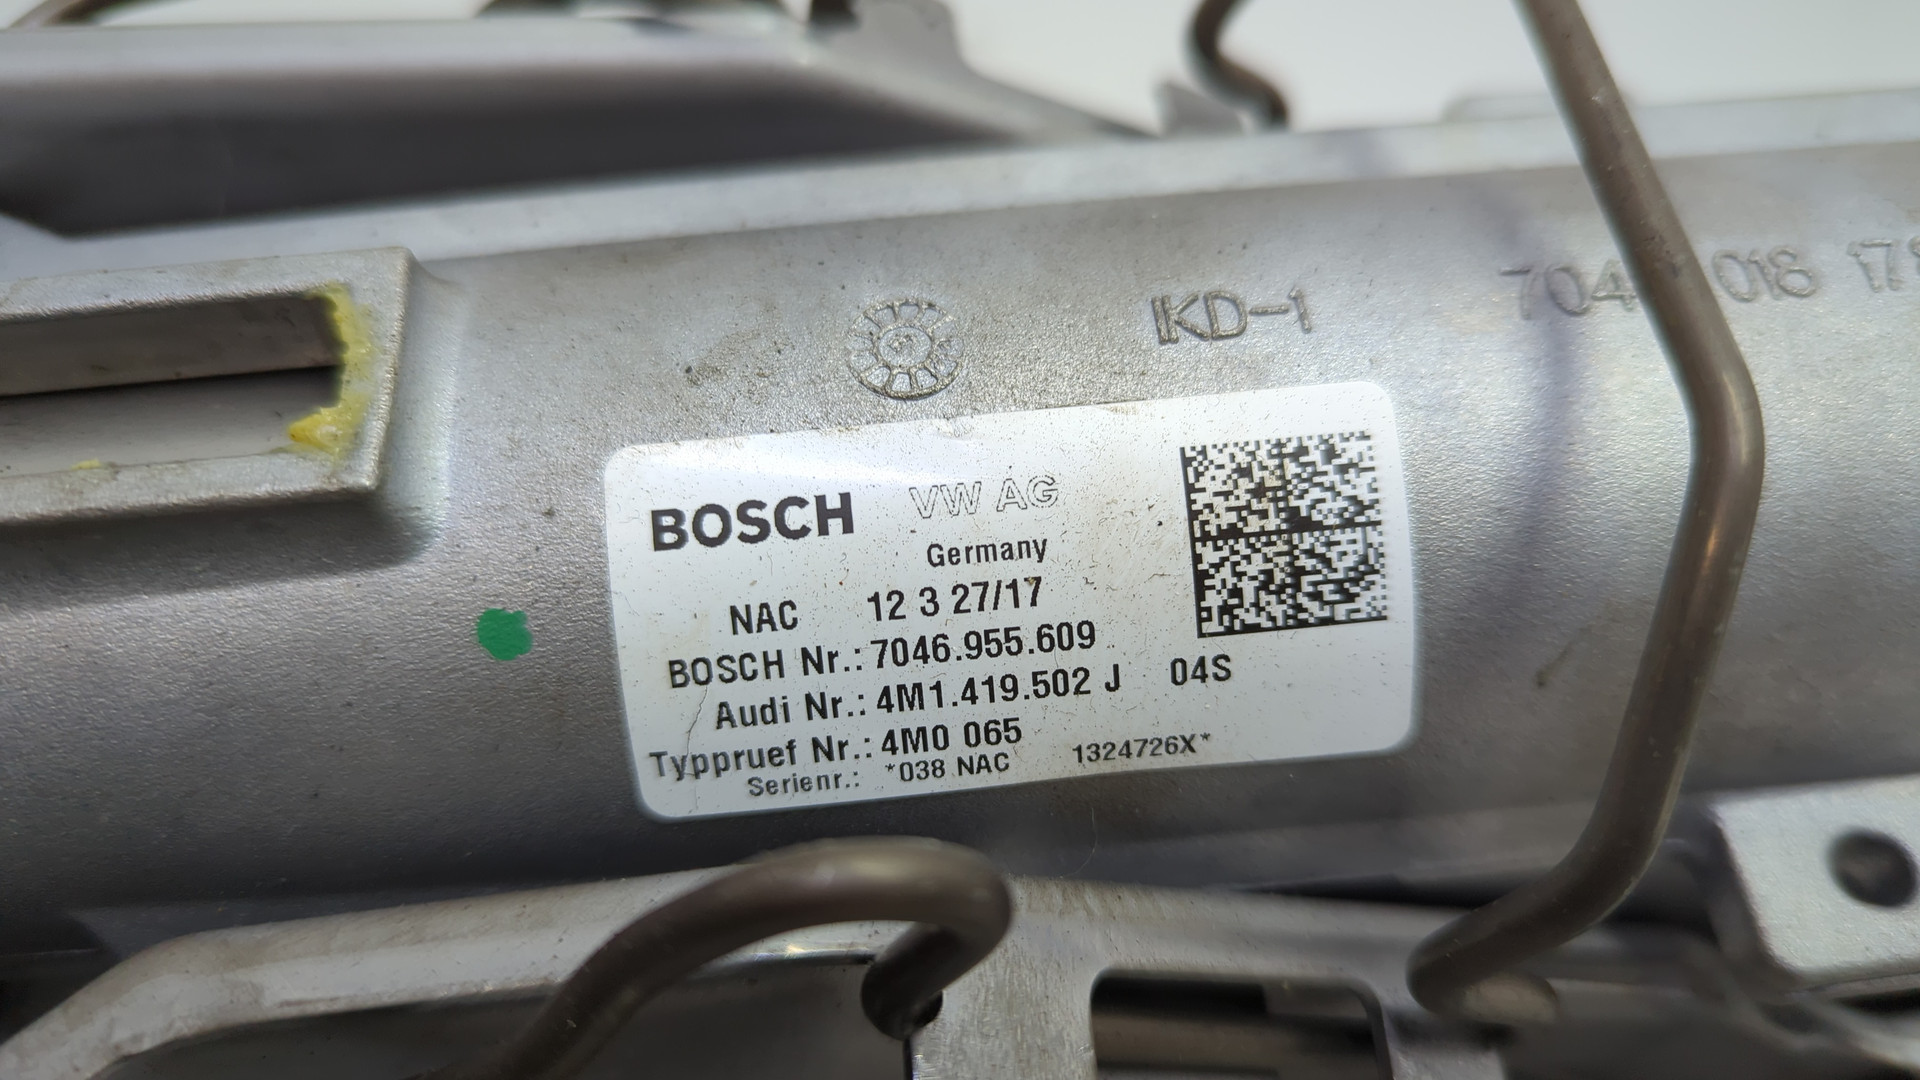 IKD-1
018
BOSCH VW AG
Germany
NAC 12 3 27/17
BOSCH Nr.: 7046.955.609
Audi Nr.: 4M1.419.502 J 04S
Typpruef Nr.: 4M0 065
Serienr.: *038 NAC 1324726X*